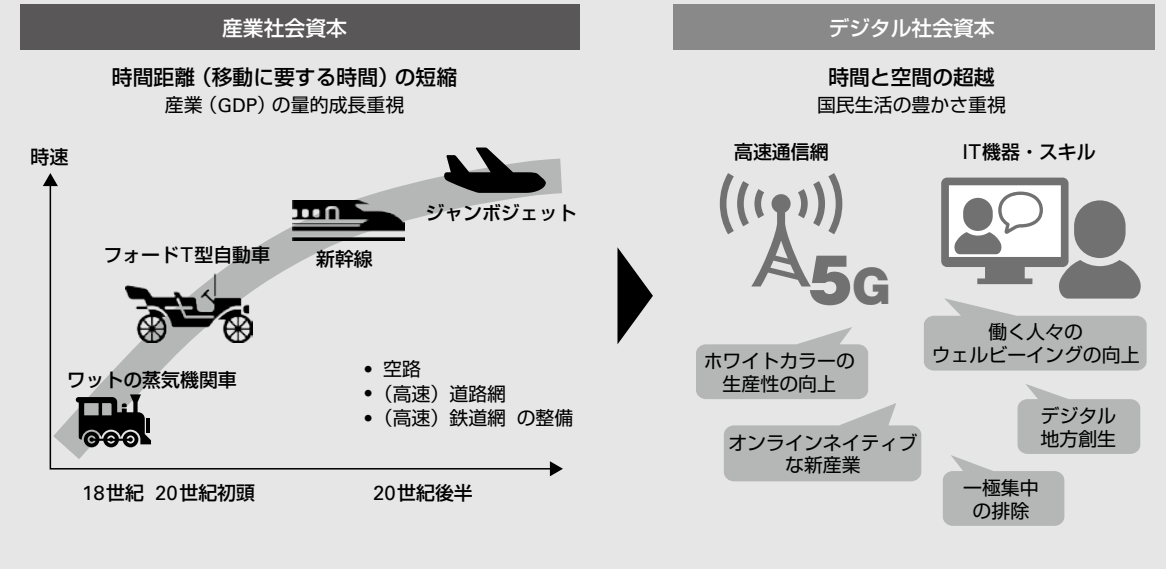 産業社会資本
時間距離（移動に要する時間）の短縮
産業（GDP）の量的成長重視
時速
ジャンボジェット
新幹線
フォードT型自動車
ワットの蒸気機関車
• 空路
•（高速）道路網
•（高速）鉄道網 の整備
18世紀 20世紀初頭
20世紀後半
デジタル社会資本
時間と空間の超越
国民生活の豊かさ重視
高速通信網
IT機器・スキル
5G
ホワイトカラーの
生産性の向上
働く人々の
ウェルビーイングの向上
オンラインネイティブ
な新産業
デジタル
地方創生
一極集中
の排除